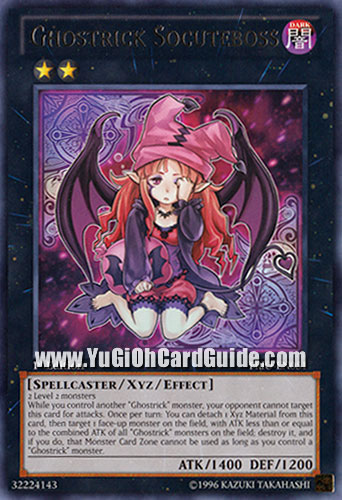 Ghostrick Socuteboss
DARK
闇
www.YuGiOhCardGuide.com
[Spellcaster/Xyz/Effect]
2 Level 2 monsters
While you control another "Ghostrick" monster, your opponent cannot target
this card for attacks. Once per turn: You can detach 1 Xyz Material from this
card, then target 1 face-up monster on the field, with ATK less than or equal
to the combined ATK of all "Ghostrick" monsters on the field; destroy it, and
if you do, that Monster Card Zone cannot be used as long as you control a
"Ghostrick" monster.
ATK/1400 DEF/1200
32224143
©1996 KAZUKI TAKAHASHI